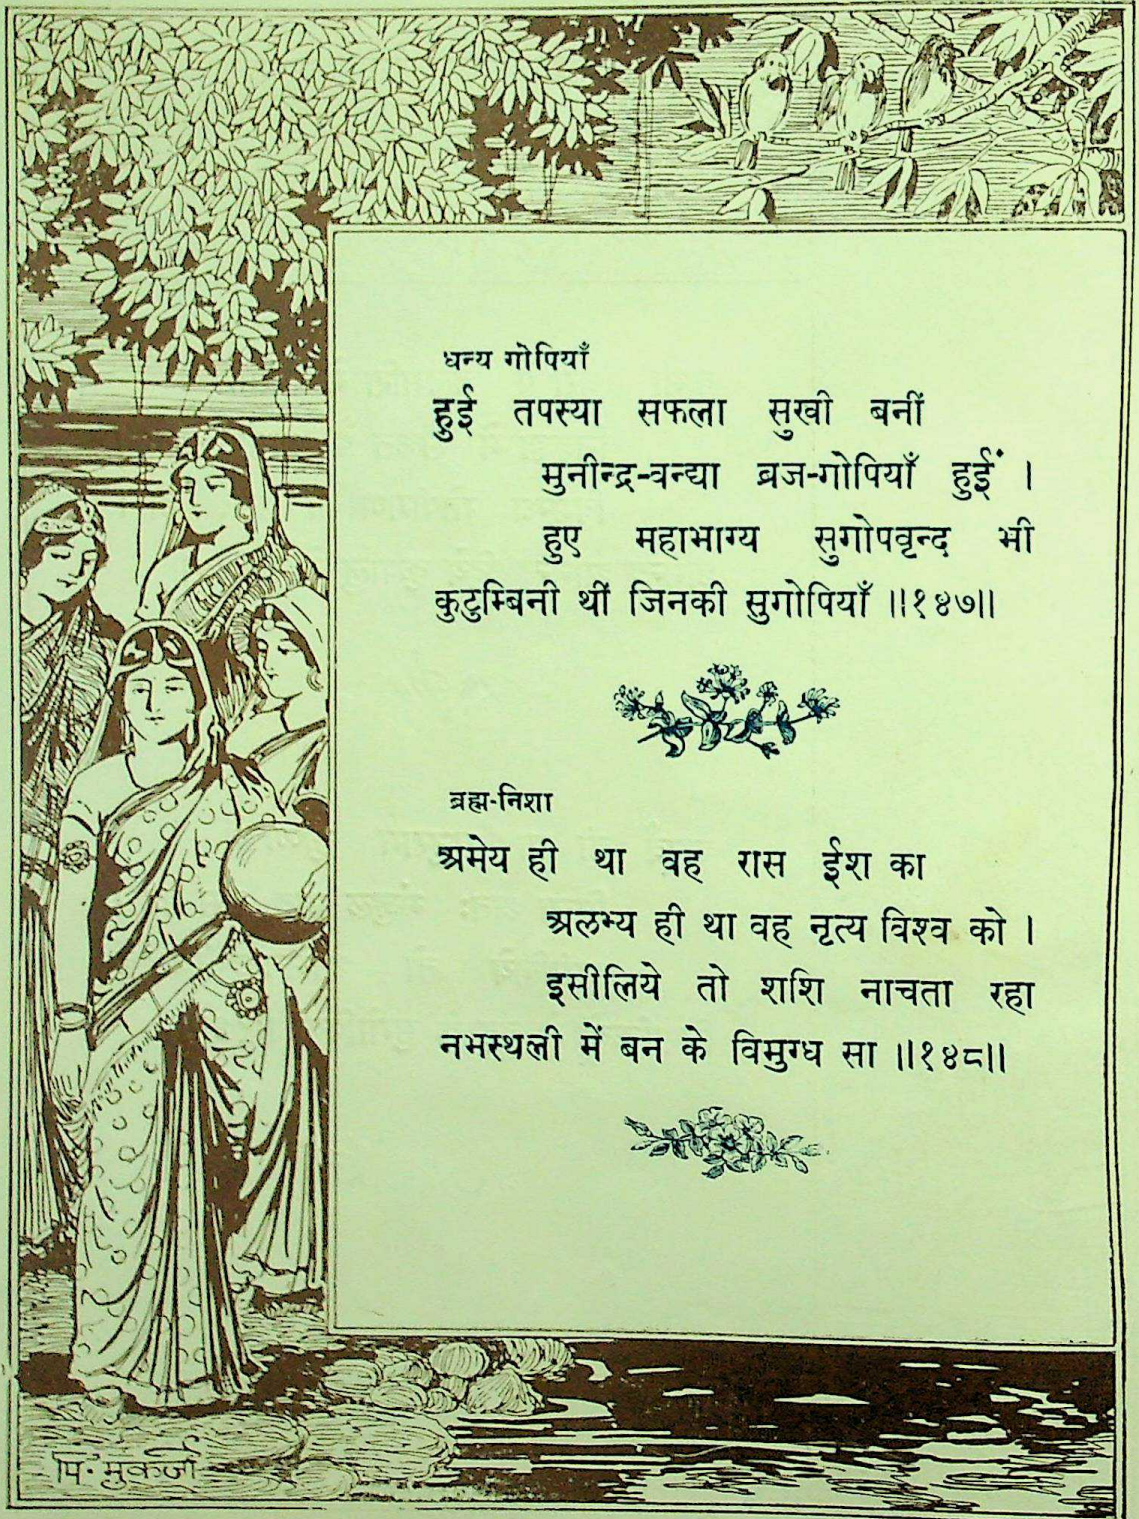 धन्य गोपियाँ
हुई तपस्या सफला सुखी बनीं
मुनीन्द्र-वन्द्या ब्रज-गोपियाँ हुईं ।
हुए महाभाग्य सुगोपवृन्द भी
कुटुम्बिनी थीं जिनकी सुगोपियाँ ॥१४७॥
ब्रह्म-निशा
अमेय ही था वह रास ईश का
अलभ्य ही था वह नृत्य विश्व को ।
इसीलिये तो शशि नाचता रहा
नभस्थली में बन के विमुग्ध सा ॥१४८॥
पि. मुकर्जी